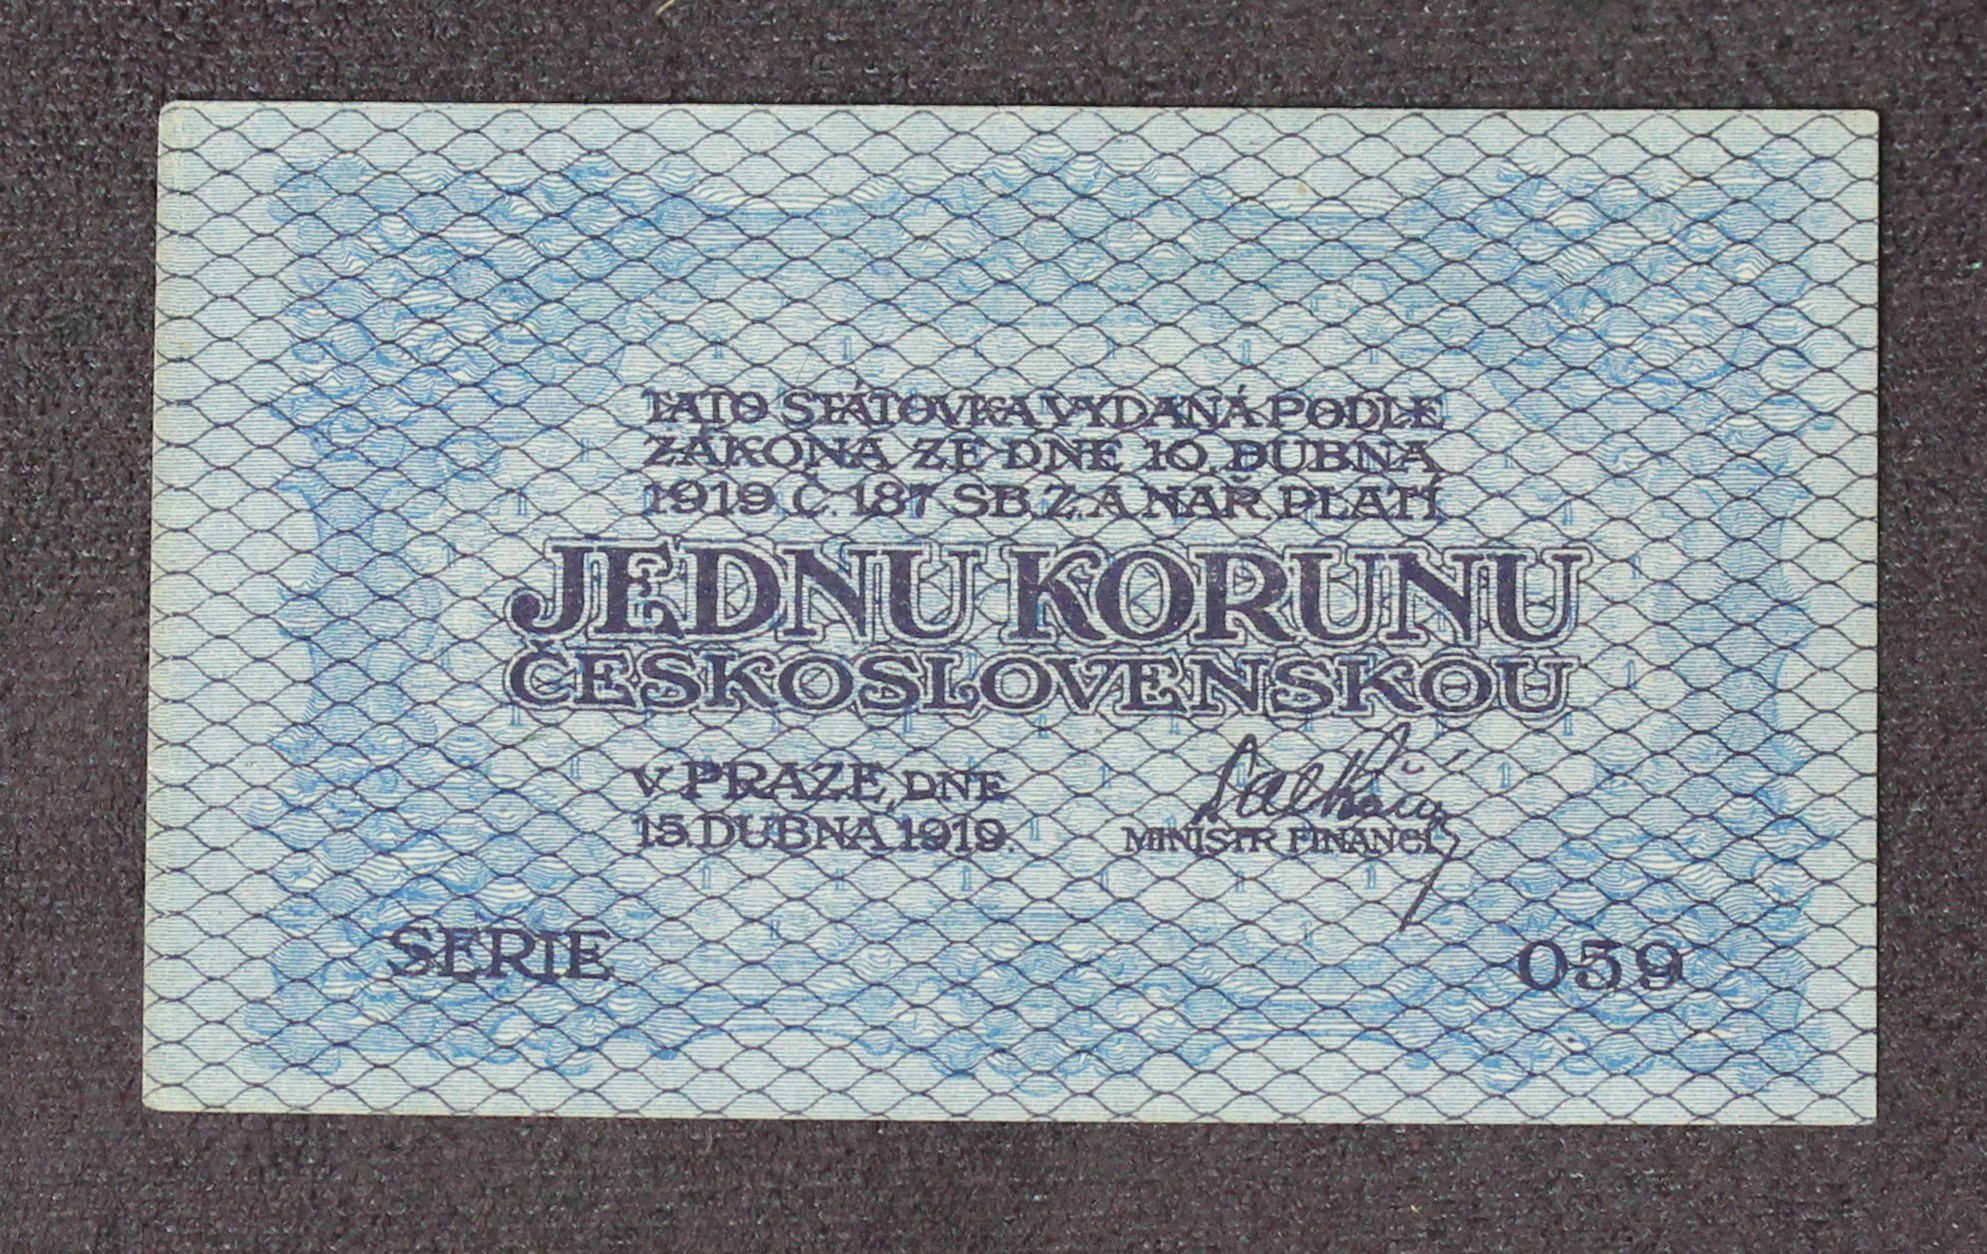 TATO STÁTOVKA VYDANÁ PODLE
ZÁKONA ZE DNE 10. DUBNA
1919 Č. 187 SB. Z. A NAŘ. PLATÍ
JEDNU KORUNU
ČESKOSLOVENSKOU
V PRAZE, DNE
15. DUBNA 1919.
MINISTR FINANCÍ
SERIE
059